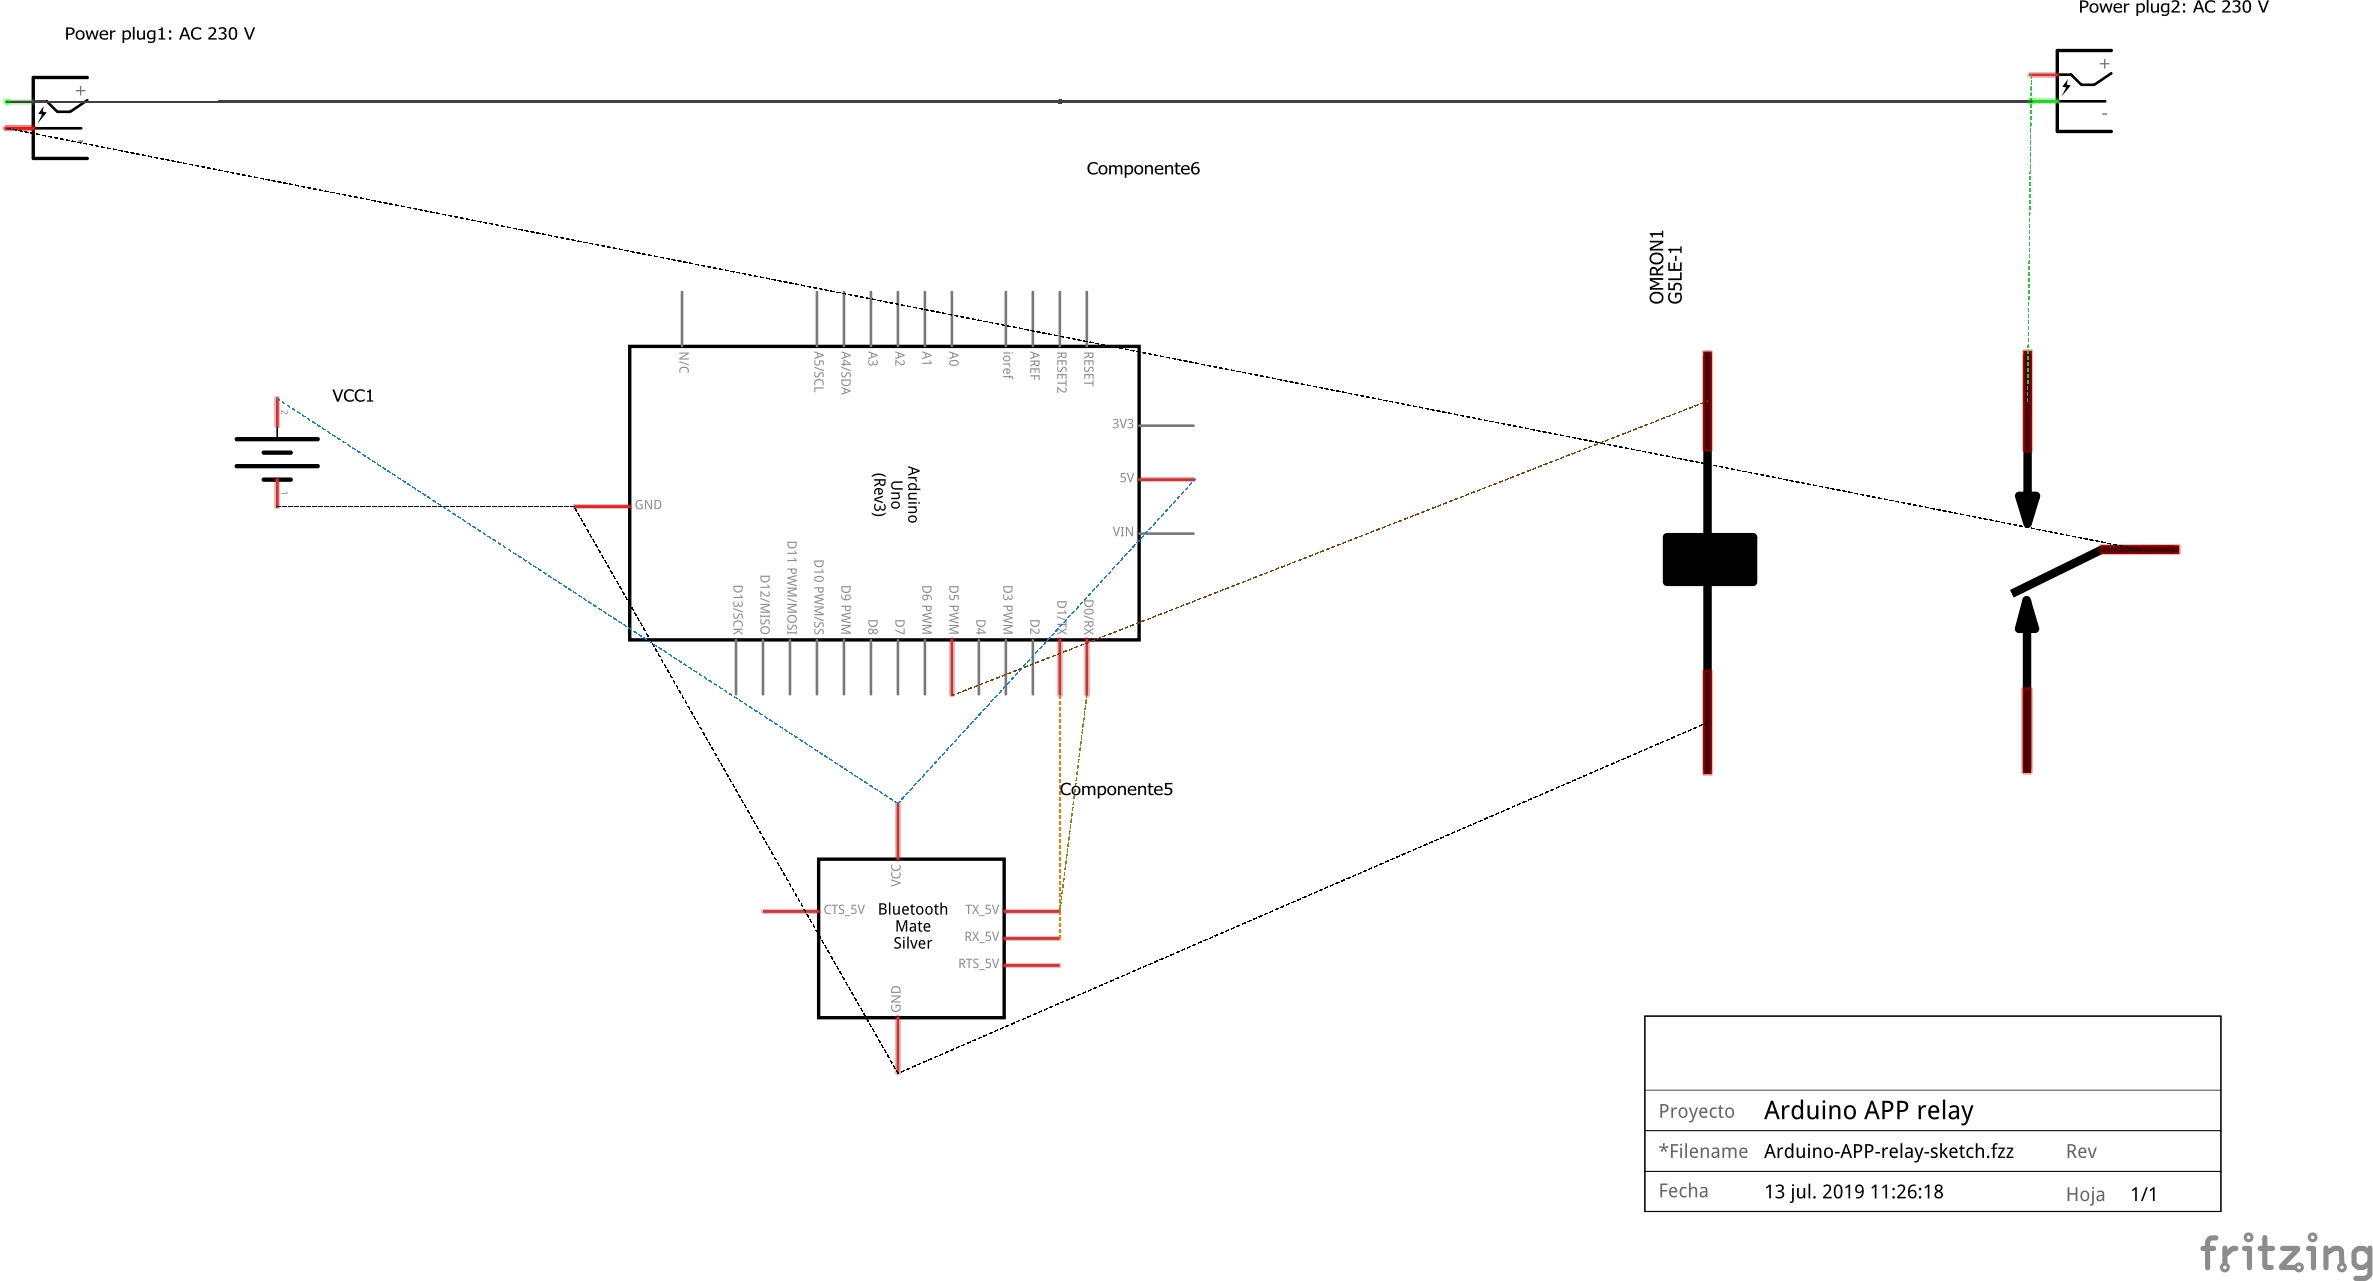 Power plug1: AC 230 V
Power plug2: AC 230 V
+
-
+
-
Componente6
OMRON1
G5LE-1
N/C
A5/SCL
A4/SDA
A3
A2
A1
A0
ioref
AREF
RESET2
RESET
VCC1
2
1
3V3
5V
VIN
GND
Arduino
Uno
(Rev3)
D13/SCK
D12/MISO
D11 PWM/MOSI
D10 PWM/SS
D9 PWM
D8
D7
D6 PWM
D5 PWM
D4
D3 PWM
D2
D1/TX
D0/RX
Componente5
VCC
CTS_5V
Bluetooth
Mate
Silver
TX_5V
RX_5V
RTS_5V
GND
Proyecto Arduino APP relay
*Filename Arduino-APP-relay-sketch.fzz Rev
Fecha 13 jul. 2019 11:26:18 Hoja 1/1
fritzing